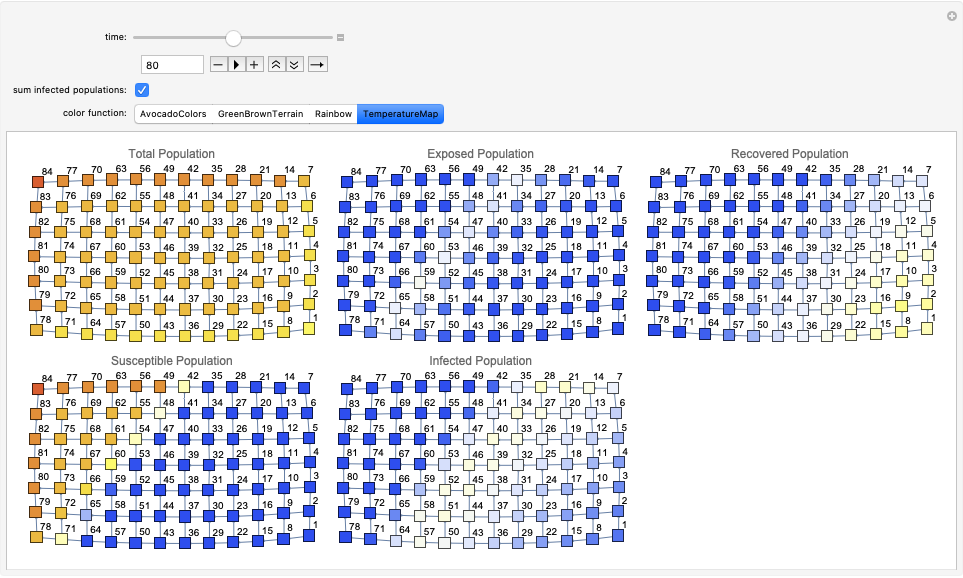 time:
80
sum infected populations:
color function: AvocadoColors GreenBrownTerrain Rainbow TemperatureMap
Total Population
84 77 70 63 56 49 42 35 28 21 14 7
83 76 69 62 55 48 41 34 27 20 13 6
82 75 68 61 54 47 40 33 26 19 12 5
81 74 67 60 53 46 39 32 25 18 11 4
80 73 66 59 52 45 38 31 24 17 10 3
79 72 65 58 51 44 37 30 23 16 9 2
78 71 64 57 50 43 36 29 22 15 8 1
Exposed Population
84 77 70 63 56 49 42 35 28 21 14 7
83 76 69 62 55 48 41 34 27 20 13 6
82 75 68 61 54 47 40 33 26 19 12 5
81 74 67 60 53 46 39 32 25 18 11 4
80 73 66 59 52 45 38 31 24 17 10 3
79 72 65 58 51 44 37 30 23 16 9 2
78 71 64 57 50 43 36 29 22 15 8 1
Recovered Population
84 77 70 63 56 49 42 35 28 21 14 7
83 76 69 62 55 48 41 34 27 20 13 6
82 75 68 61 54 47 40 33 26 19 12 5
81 74 67 60 53 46 39 32 25 18 11 4
80 73 66 59 52 45 38 31 24 17 10 3
79 72 65 58 51 44 37 30 23 16 9 2
78 71 64 57 50 43 36 29 22 15 8 1
Susceptible Population
84 77 70 63 56 49 42 35 28 21 14 7
83 76 69 62 55 48 41 34 27 20 13 6
82 75 68 61 54 47 40 33 26 19 12 5
81 74 67 60 53 46 39 32 25 18 11 4
80 73 66 59 52 45 38 31 24 17 10 3
79 72 65 58 51 44 37 30 23 16 9 2
78 71 64 57 50 43 36 29 22 15 8 1
Infected Population
84 77 70 63 56 49 42 35 28 21 14 7
83 76 69 62 55 48 41 34 27 20 13 6
82 75 68 61 54 47 40 33 26 19 12 5
81 74 67 60 53 46 39 32 25 18 11 4
80 73 66 59 52 45 38 31 24 17 10 3
79 72 65 58 51 44 37 30 23 16 9 2
78 71 64 57 50 43 36 29 22 15 8 1